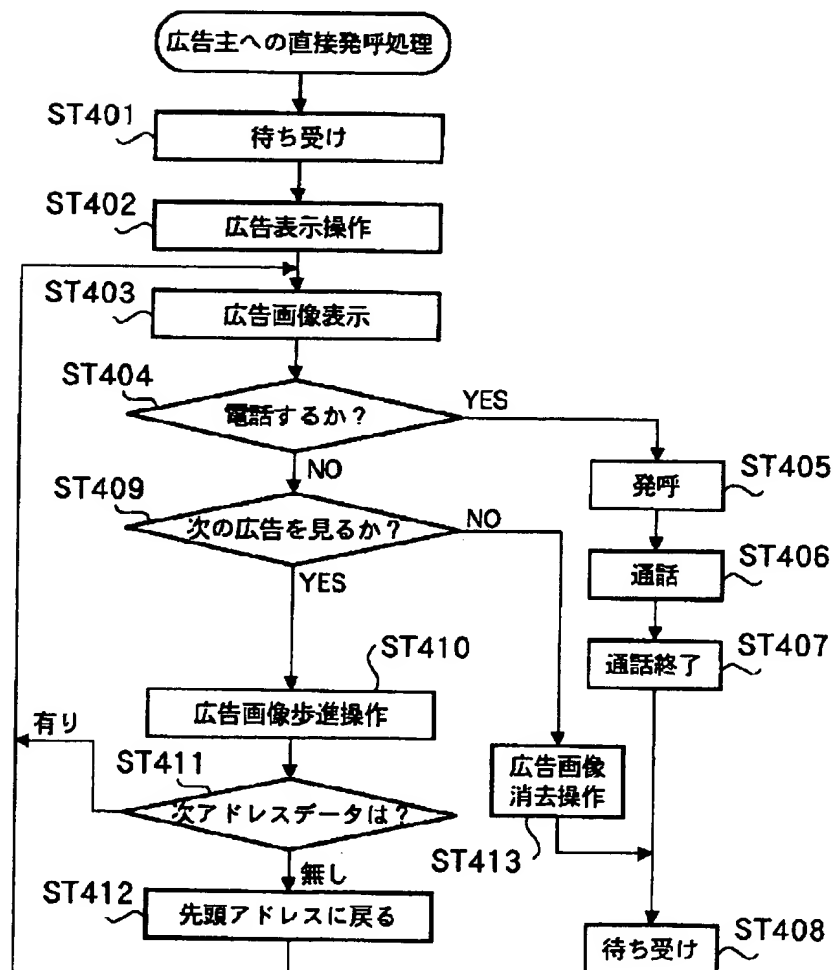 広告主への直接発呼処理
ST401
待ち受け
ST402
広告表示操作
ST403
広告画像表示
ST404
電話するか？
YES
NO
ST405
発呼
ST409
次の広告を見るか？
NO
YES
ST406
通話
ST407
通話終了
ST410
広告画像歩進操作
有り
ST411
次アドレスデータは？
広告画像
消去操作
ST413
無し
ST412
先頭アドレスに戻る
ST408
待ち受け